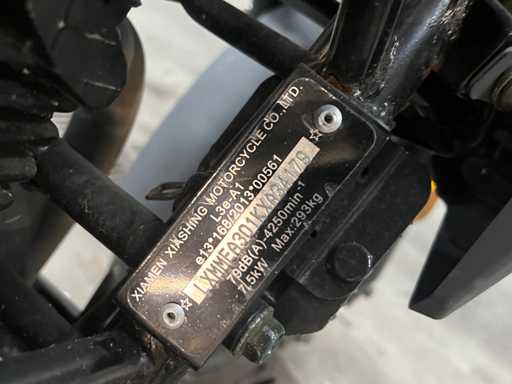 XIAMEN XIASHING MOTORCYCLE CO.,LTD.
L3e-A1
e13*168/2013*00561
79dB(A)-4250min⁻¹
7.5kW Max:293kg